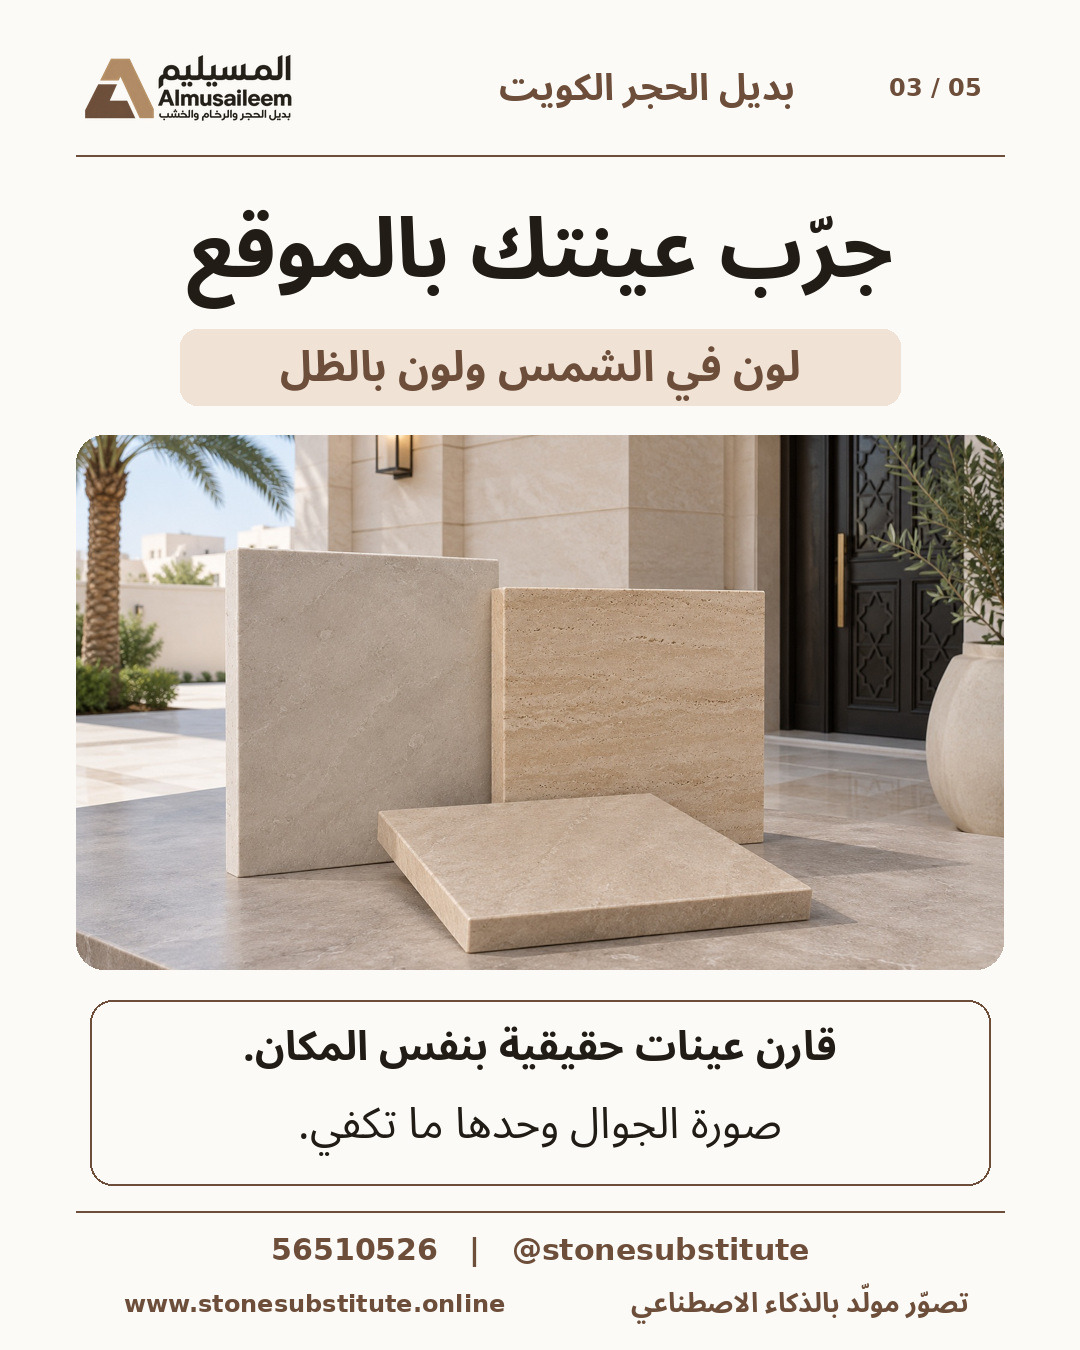 المسيليم
Almusaileem
بديل الحجر والرخام والخشب
بديل الحجر الكويت
03 / 05
جرّب عينتك بالموقع
لون في الشمس ولون بالظل
قارن عينات حقيقية بنفس المكان.
صورة الجوال وحدها ما تكفي.
56510526 | @stonesubstitute
www.stonesubstitute.online
تصوّر مولّد بالذكاء الاصطناعي